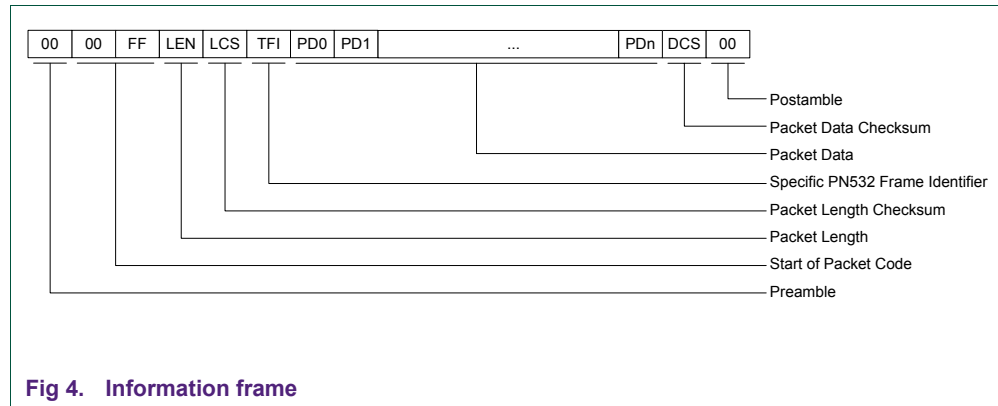 00 00 FF LEN LCS TFI PD0 PD1 ... PDn DCS 00
Postamble
Packet Data Checksum
Packet Data
Specific PN532 Frame Identifier
Packet Length Checksum
Packet Length
Start of Packet Code
Preamble
Fig 4. Information frame